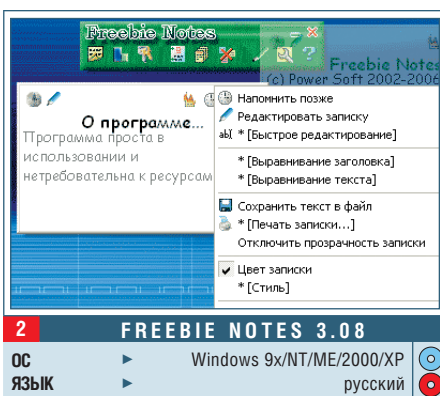 Freebie Notes
Freebie Notes
(c) Power Soft 2002-2006
О программе...
Программа проста в
использовании и
нетребовательна к ресурсам
Напомнить позже
Редактировать записку
abI * [Быстрое редактирование]
* [Выравнивание заголовка]
* [Выравнивание текста]
Сохранить текст в файл
* [Печать записки...]
Отключить прозрачность записки
Цвет записки
* [Стиль]
2 FREEBIE NOTES 3.08
ОС ► Windows 9x/NT/ME/2000/XP
ЯЗЫК ► русский